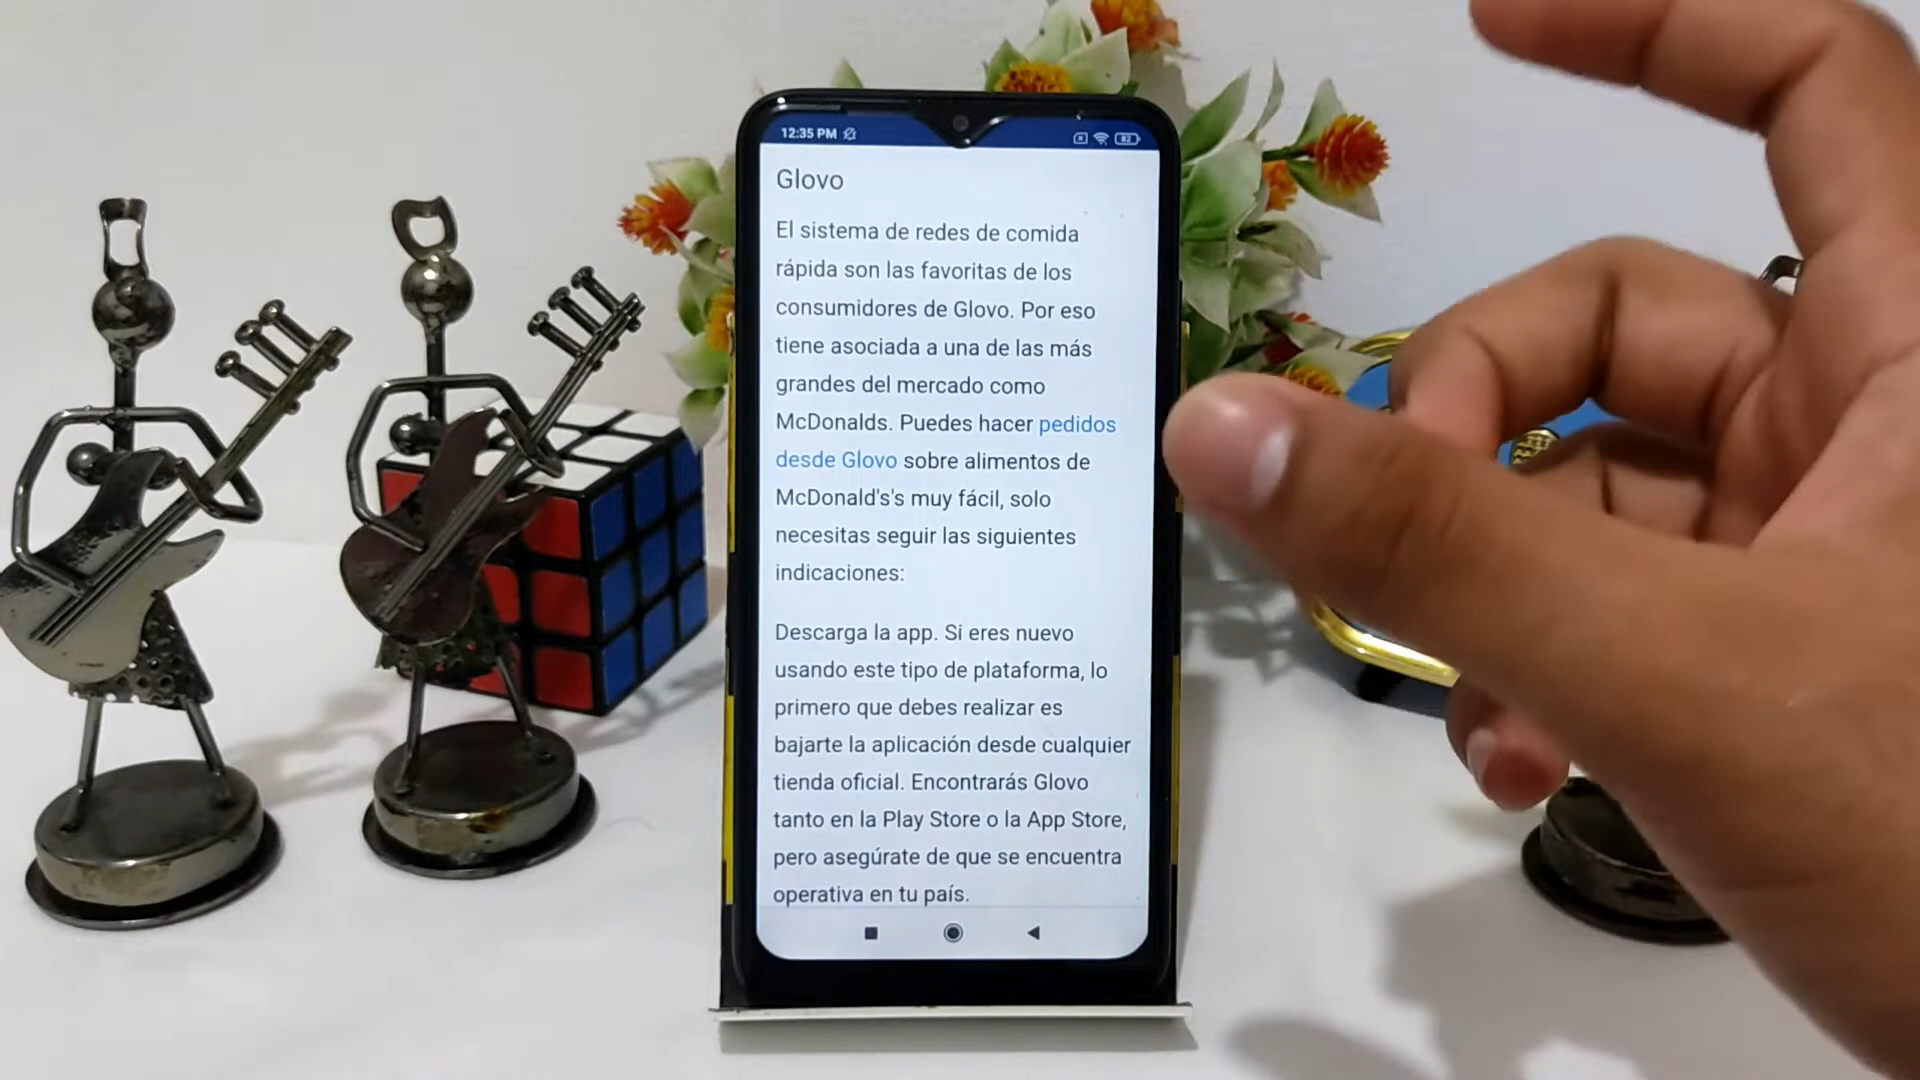 12:35 PM
82
Glovo
El sistema de redes de comida
rápida son las favoritas de los
consumidores de Glovo. Por eso
tiene asociada a una de las más
grandes del mercado como
McDonalds. Puedes hacer pedidos
desde Glovo sobre alimentos de
McDonald's's muy fácil, solo
necesitas seguir las siguientes
indicaciones:
Descarga la app. Si eres nuevo
usando este tipo de plataforma, lo
primero que debes realizar es
bajarte la aplicación desde cualquier
tienda oficial. Encontrarás Glovo
tanto en la Play Store o la App Store,
pero asegúrate de que se encuentra
operativa en tu país.